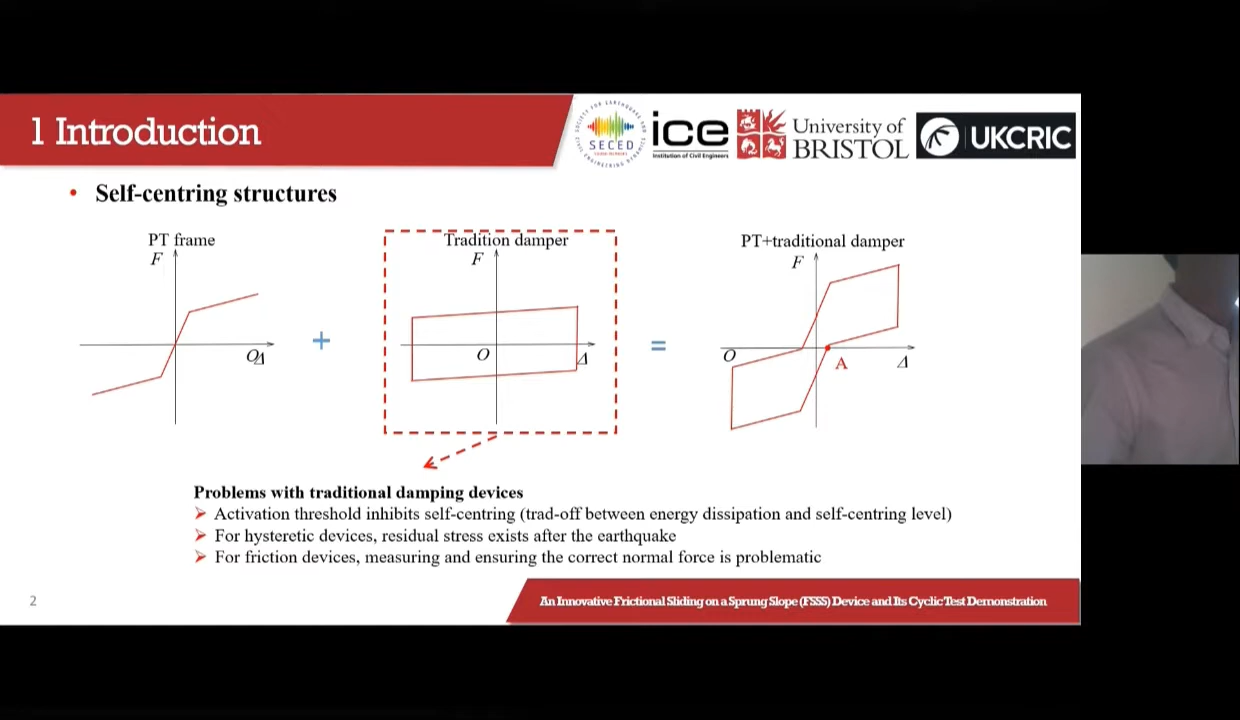 1 Introduction
SECED
ice
Institution of Civil Engineers
University of
BRISTOL
UKCRIC
• Self-centring structures
PT frame
F
O
Δ
+
Tradition damper
F
O
Δ
=
PT+traditional damper
F
O
A
Δ
Problems with traditional damping devices
➢ Activation threshold inhibits self-centring (trad-off between energy dissipation and self-centring level)
➢ For hysteretic devices, residual stress exists after the earthquake
➢ For friction devices, measuring and ensuring the correct normal force is problematic
2
An Innovative Frictional Sliding on a Sprung Slope (FSSS) Device and Its Cyclic Test Demonstration